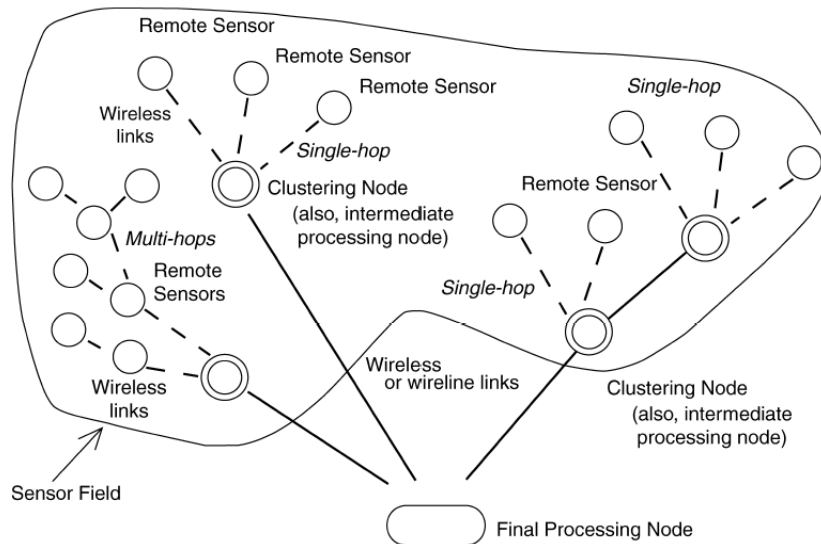 Remote Sensor
Remote Sensor
Remote Sensor
Wireless
links
Single-hop
Single-hop
Clustering Node
(also, intermediate
processing node)
Remote Sensor
Multi-hops
Remote
Sensors
Single-hop
Wireless
links
Wireless
or wireline links
Clustering Node
(also, intermediate
processing node)
Sensor Field
Final Processing Node